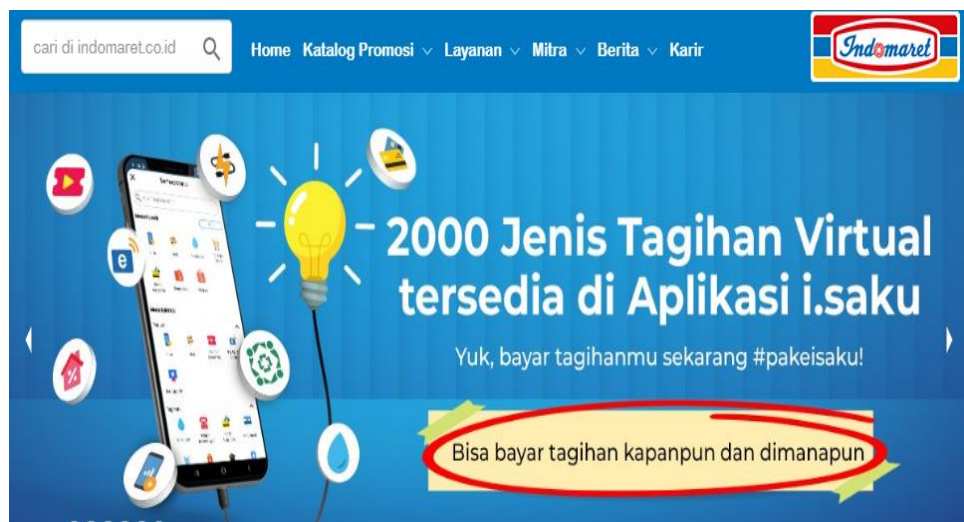 cari di indomaret.co.id
Home Katalog Promosi Layanan Mitra Berita Karir
Indomaret
2000 Jenis Tagihan Virtual
tersedia di Aplikasi i.saku
Yuk, bayar tagihanmu sekarang #pakeisaku!
Bisa bayar tagihan kapanpun dan dimanapun
e